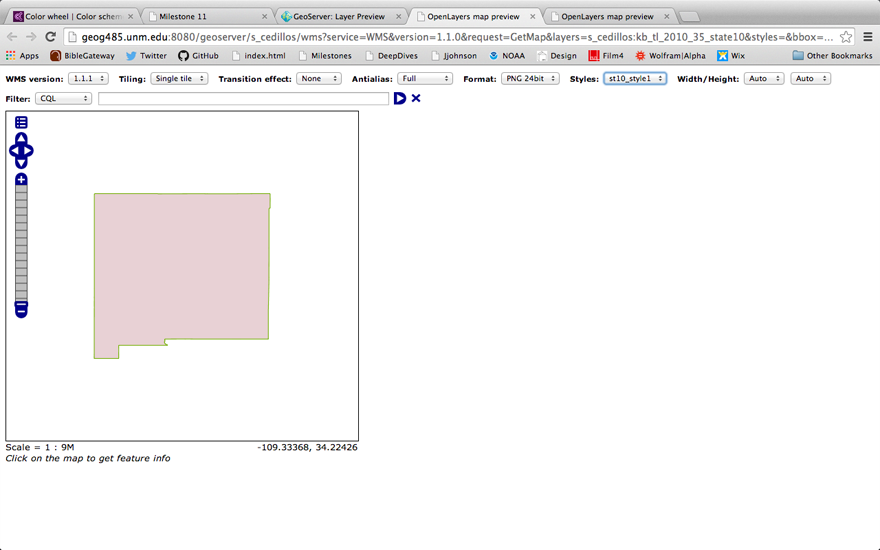 Color wheel | Color schem
Milestone 11
GeoServer: Layer Preview
OpenLayers map preview
OpenLayers map preview
geog485.unm.edu:8080/geoserver/s_cedillos/wms?service=WMS&version=1.1.0&request=GetMap&layers=s_cedillos:kb_tl_2010_35_state10&styles=&bbox=...
Apps BibleGateway Twitter GitHub index.html Milestones DeepDives Jjohnson Design Film4 Wolfram|Alpha Wix Other Bookmarks
WMS version: 1.1.1 Tiling: Single tile Transition effect: None Antialias: Full Format: PNG 24bit Styles: st10_style1 Width/Height: Auto Auto
Filter: CQL
Scale = 1 : 9M -109.33368, 34.22426
Click on the map to get feature info